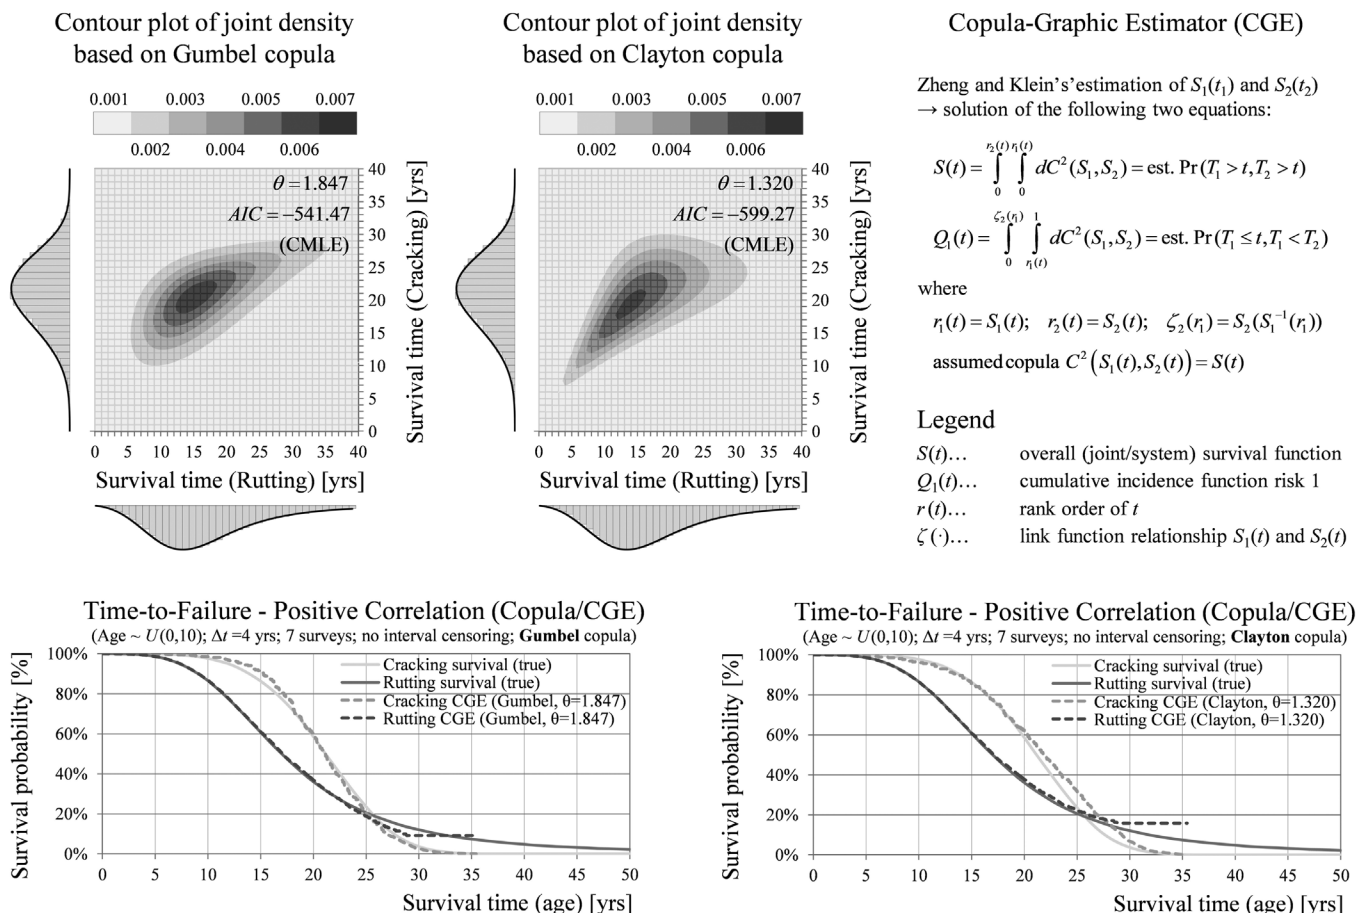 Contour plot of joint density
based on Gumbel copula
0.001 0.003 0.005 0.007
0.002 0.004 0.006
θ = 1.847
AIC = −541.47
(CMLE)
40
35
30
25
20
15
10
5
0
Survival time (Cracking) [yrs]
0 5 10 15 20 25 30 35 40
Survival time (Rutting) [yrs]
Contour plot of joint density
based on Clayton copula
0.001 0.003 0.005 0.007
0.002 0.004 0.006
θ = 1.320
AIC = −599.27
(CMLE)
40
35
30
25
20
15
10
5
0
Survival time (Cracking) [yrs]
0 5 10 15 20 25 30 35 40
Survival time (Rutting) [yrs]
Copula-Graphic Estimator (CGE)
Zheng and Klein's'estimation of S₁(t₁) and S₂(t₂)
→ solution of the following two equations:
S(t) = ∫₀^{r₂(t)} ∫₀^{r₁(t)} dC²(S₁,S₂) = est. Pr(T₁ > t, T₂ > t)
Q₁(t) = ∫₀^{ζ₂(r₁)} ∫_{r₁(t)}^{1} dC²(S₁,S₂) = est. Pr(T₁ ≤ t, T₁ < T₂)
where
r₁(t) = S₁(t); r₂(t) = S₂(t); ζ₂(r₁) = S₂(S₁⁻¹(r₁))
assumed copula C²(S₁(t),S₂(t)) = S(t)
Legend
S(t)… overall (joint/system) survival function
Q₁(t)… cumulative incidence function risk 1
r(t)… rank order of t
ζ(·)… link function relationship S₁(t) and S₂(t)
Time-to-Failure - Positive Correlation (Copula/CGE)
(Age ~ U(0,10); Δt =4 yrs; 7 surveys; no interval censoring; Gumbel copula)
Survival probability [%]
100%
80%
60%
40%
20%
0%
Cracking survival (true)
Rutting survival (true)
Cracking CGE (Gumbel, θ=1.847)
Rutting CGE (Gumbel, θ=1.847)
0 5 10 15 20 25 30 35 40 45 50
Survival time (age) [yrs]
Time-to-Failure - Positive Correlation (Copula/CGE)
(Age ~ U(0,10); Δt =4 yrs; 7 surveys; no interval censoring; Clayton copula)
Survival probability [%]
100%
80%
60%
40%
20%
0%
Cracking survival (true)
Rutting survival (true)
Cracking CGE (Clayton, θ=1.320)
Rutting CGE (Clayton, θ=1.320)
0 5 10 15 20 25 30 35 40 45 50
Survival time (age) [yrs]